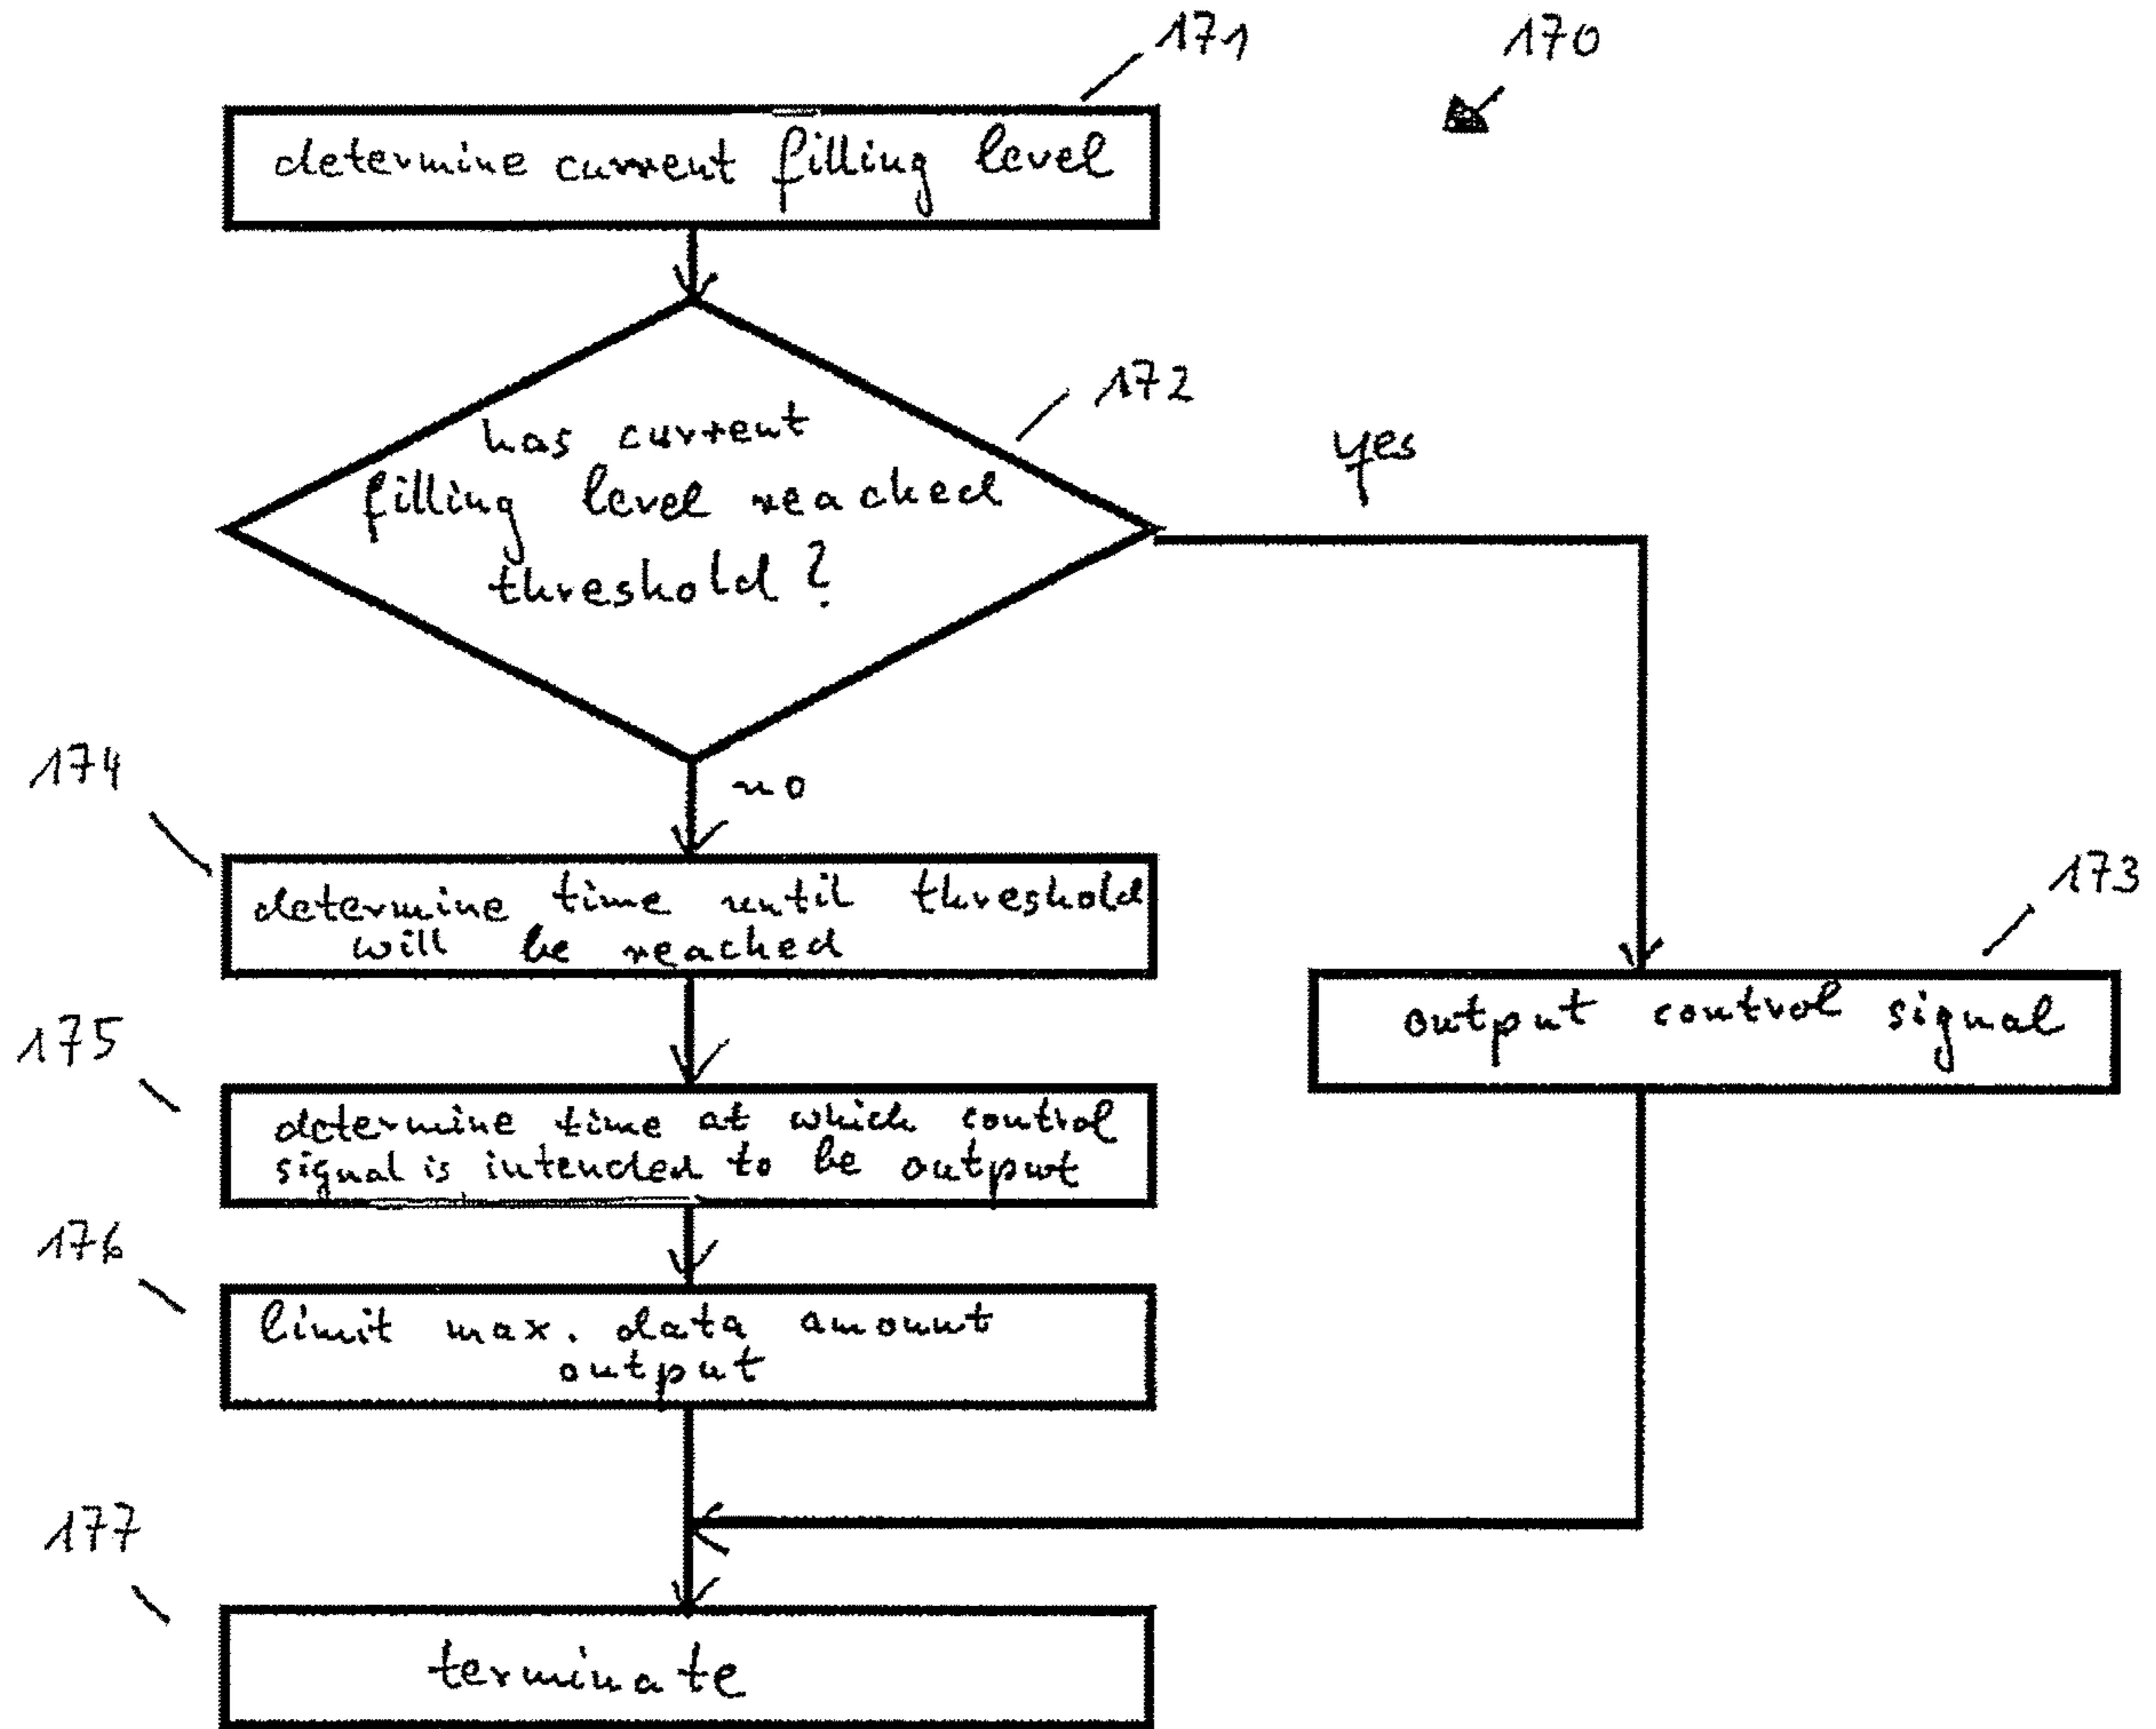 171
170
determine current filling level
172
has current
filling level reached
threshold?
yes
174
no
determine time until threshold
will be reached
173
output control signal
175
determine time at which control
signal is intended to be output
176
limit max. data amount
output
177
terminate